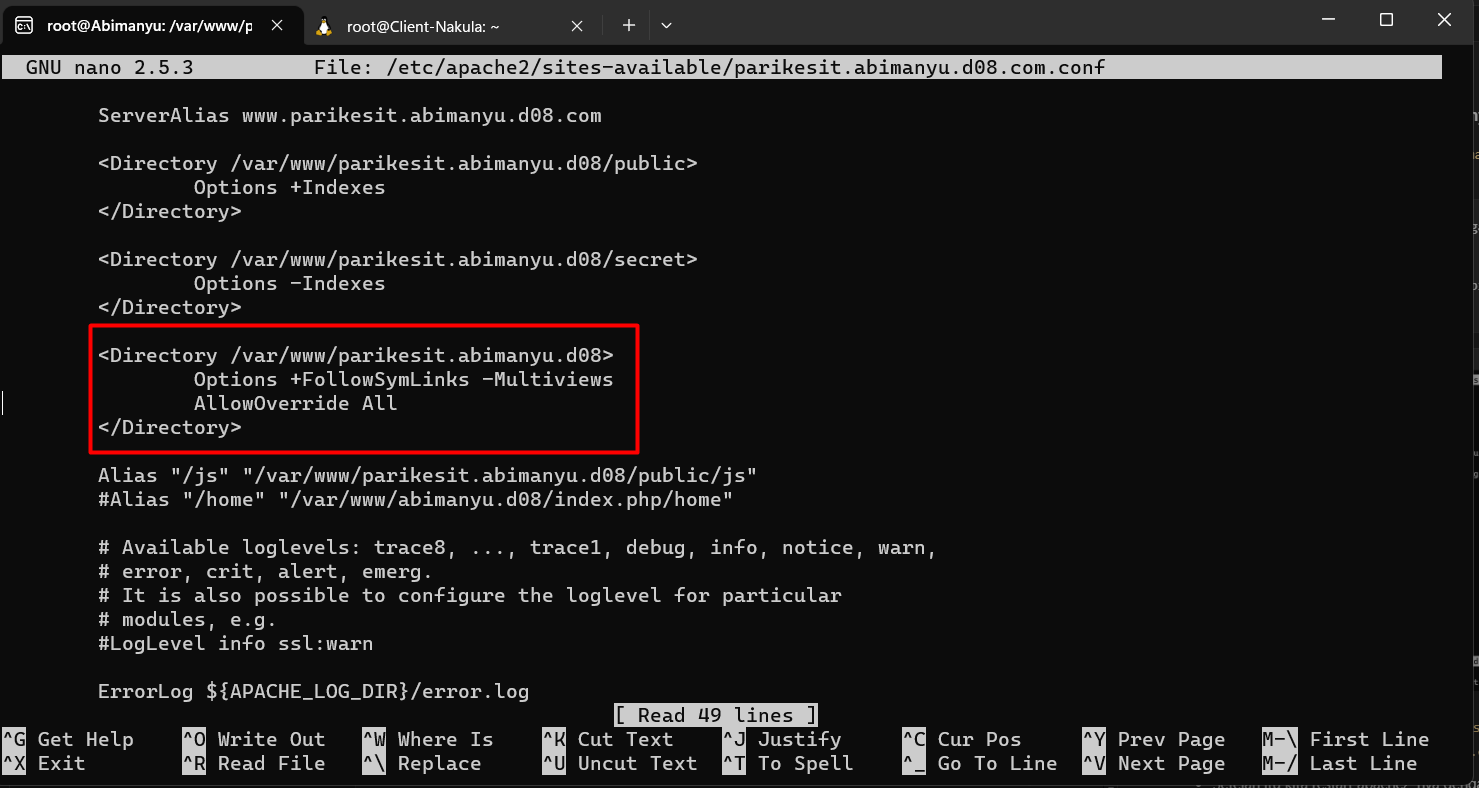 root@Abimanyu: /var/www/p
root@Client-Nakula: ~
GNU nano 2.5.3 File: /etc/apache2/sites-available/parikesit.abimanyu.d08.com.conf
ServerAlias www.parikesit.abimanyu.d08.com
<Directory /var/www/parikesit.abimanyu.d08/public>
Options +Indexes
</Directory>
<Directory /var/www/parikesit.abimanyu.d08/secret>
Options -Indexes
</Directory>
<Directory /var/www/parikesit.abimanyu.d08>
Options +FollowSymLinks -Multiviews
AllowOverride All
</Directory>
Alias "/js" "/var/www/parikesit.abimanyu.d08/public/js"
#Alias "/home" "/var/www/abimanyu.d08/index.php/home"
# Available loglevels: trace8, ..., trace1, debug, info, notice, warn,
# error, crit, alert, emerg.
# It is also possible to configure the loglevel for particular
# modules, e.g.
#LogLevel info ssl:warn
ErrorLog ${APACHE_LOG_DIR}/error.log
[ Read 49 lines ]
^G Get Help ^O Write Out ^W Where Is ^K Cut Text ^J Justify ^C Cur Pos ^Y Prev Page M-\ First Line
^X Exit ^R Read File ^\ Replace ^U Uncut Text ^T To Spell ^_ Go To Line ^V Next Page M-/ Last Line